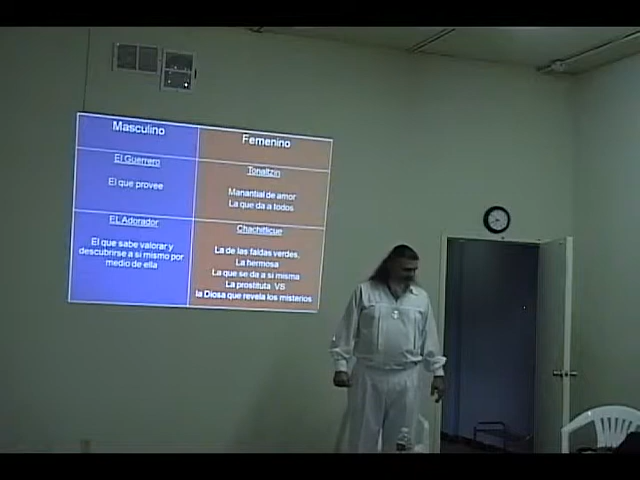 Masculino
Femenino
El Guerrero
El que provee
Tonaltzin
Manantial de amor
La que da a todos
EL Adorador
El que sabe valorar y
descubrirse a si mismo por
medio de ella
Chachitlicue
La de las faldas verdes,
La hermosa
La que se da a si misma
La prostituta VS
la Diosa que revela los misterios